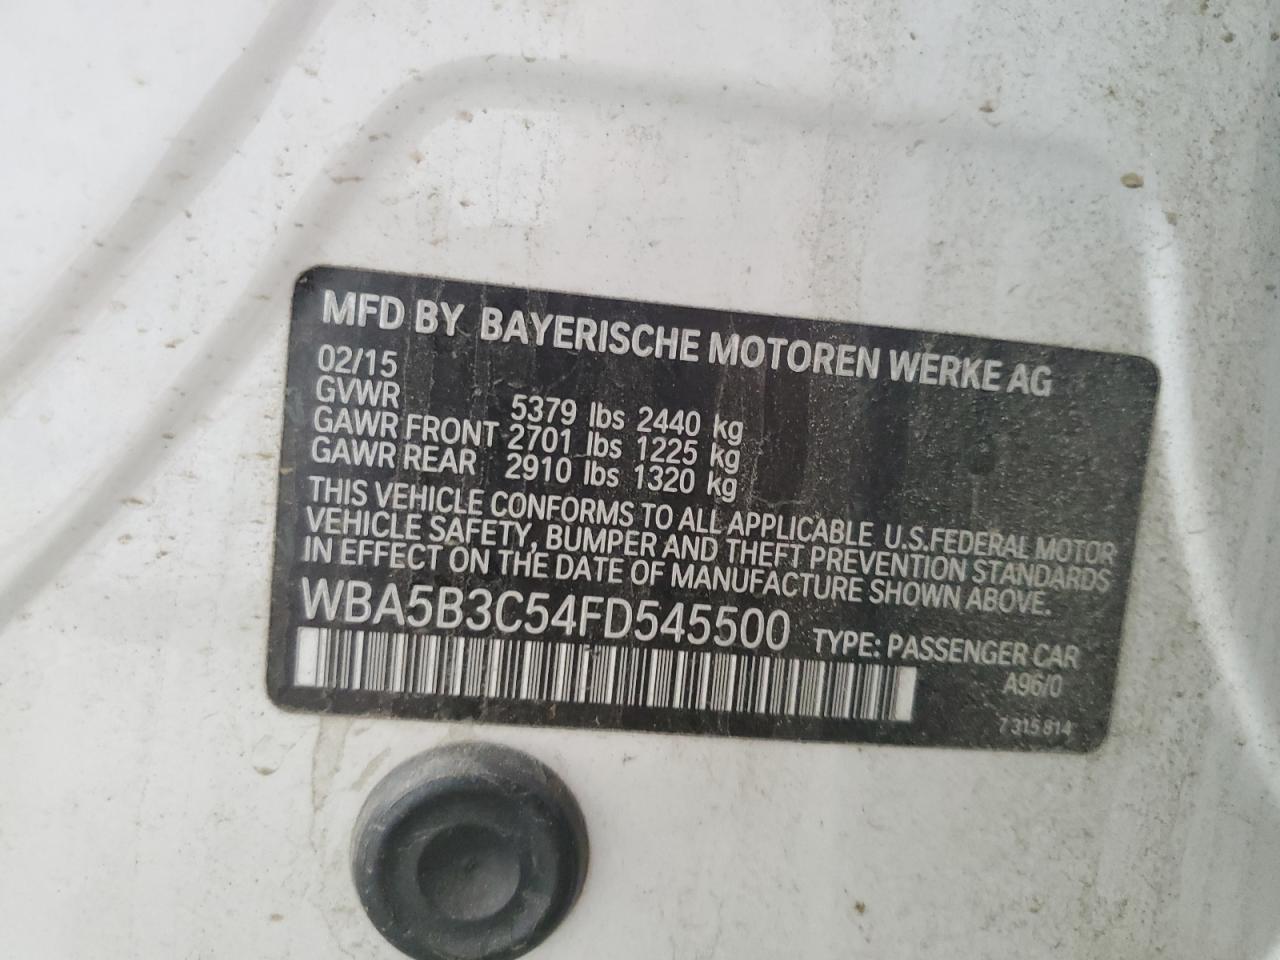 MFD BY BAYERISCHE MOTOREN WERKE AG
02/15
GVWR 5379 lbs 2440 kg
GAWR FRONT 2701 lbs 1225 kg
GAWR REAR 2910 lbs 1320 kg
THIS VEHICLE CONFORMS TO ALL APPLICABLE U.S.FEDERAL MOTOR
VEHICLE SAFETY, BUMPER AND THEFT PREVENTION STANDARDS
IN EFFECT ON THE DATE OF MANUFACTURE SHOWN ABOVE.
WBA5B3C54FD545500 TYPE: PASSENGER CAR
A96/0
7 315 814